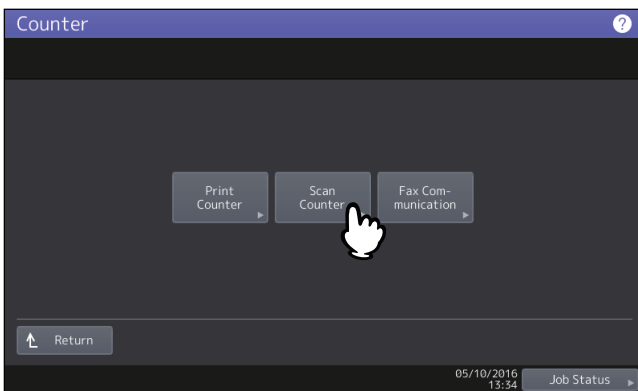 Counter
?
Print
Counter
Scan
Counter
Fax Com-
munication
Return
05/10/2016
13:34
Job Status